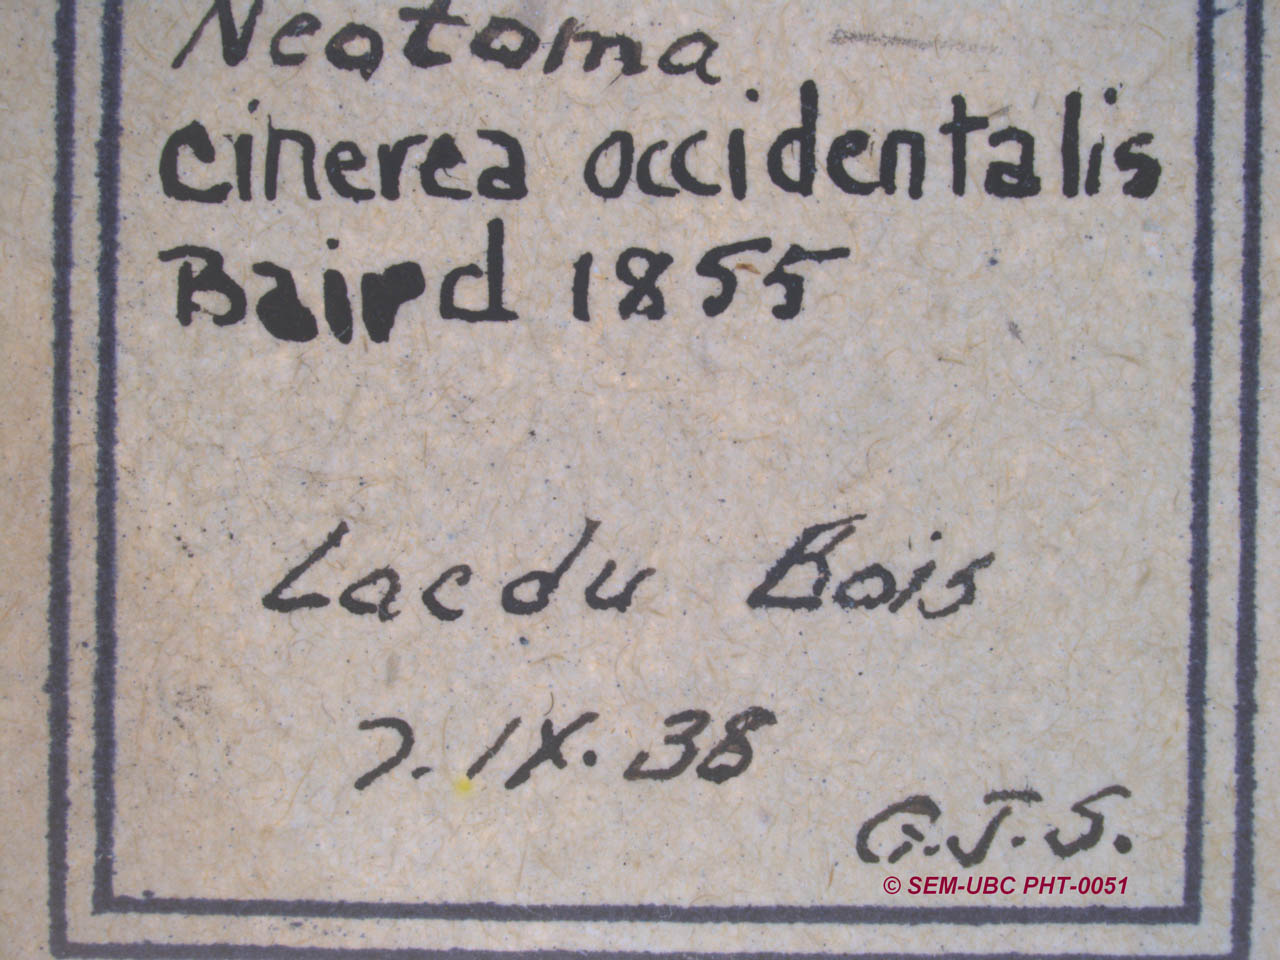 Neotoma
cinerea occidentalis
Baird 1855
Lac du Bois
7. IX. 38
G.J.S.
© SEM-UBC PHT-0051